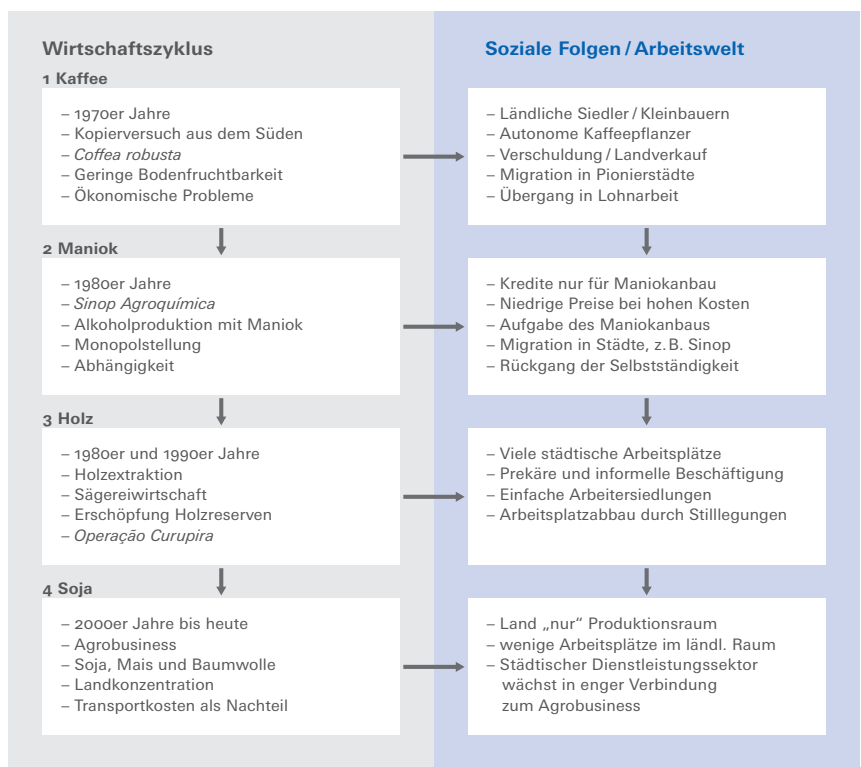 Wirtschaftszyklus
Soziale Folgen / Arbeitswelt
1 Kaffee
– 1970er Jahre
– Kopierversuch aus dem Süden
– Coffea robusta
– Geringe Bodenfruchtbarkeit
– Ökonomische Probleme
– Ländliche Siedler / Kleinbauern
– Autonome Kaffeepflanzer
– Verschuldung / Landverkauf
– Migration in Pionierstädte
– Übergang in Lohnarbeit
2 Maniok
– 1980er Jahre
– Sinop Agroquímica
– Alkoholproduktion mit Maniok
– Monopolstellung
– Abhängigkeit
– Kredite nur für Maniokanbau
– Niedrige Preise bei hohen Kosten
– Aufgabe des Maniokanbaus
– Migration in Städte, z. B. Sinop
– Rückgang der Selbstständigkeit
3 Holz
– 1980er und 1990er Jahre
– Holzextraktion
– Sägereiwirtschaft
– Erschöpfung Holzreserven
– Operação Curupira
– Viele städtische Arbeitsplätze
– Prekäre und informelle Beschäftigung
– Einfache Arbeitersiedlungen
– Arbeitsplatzabbau durch Stilllegungen
4 Soja
– 2000er Jahre bis heute
– Agrobusiness
– Soja, Mais und Baumwolle
– Landkonzentration
– Transportkosten als Nachteil
– Land „nur“ Produktionsraum
– wenige Arbeitsplätze im ländl. Raum
– Städtischer Dienstleistungssektor
wächst in enger Verbindung
zum Agrobusiness